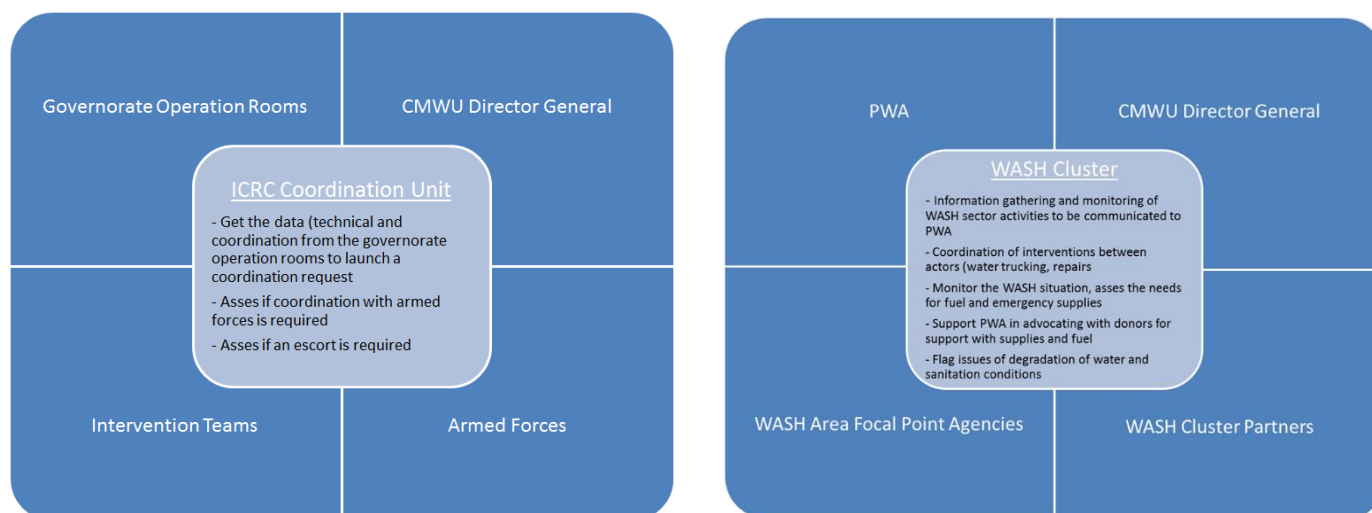 Governorate Operation Rooms
CMWU Director General
ICRC Coordination Unit
- Get the data (technical and
coordination from the governorate
operation rooms to launch a
coordination request
- Asses if coordination with armed
forces is required
- Asses if an escort is required
Intervention Teams
Armed Forces
PWA
CMWU Director General
WASH Cluster
- Information gathering and monitoring of
WASH sector activities to be communicated to
PWA
- Coordination of interventions between
actors (water trucking, repairs
- Monitor the WASH situation, asses the needs
for fuel and emergency supplies
- Support PWA in advocating with donors for
support with supplies and fuel
- Flag issues of degradation of water and
sanitation conditions
WASH Area Focal Point Agencies
WASH Cluster Partners